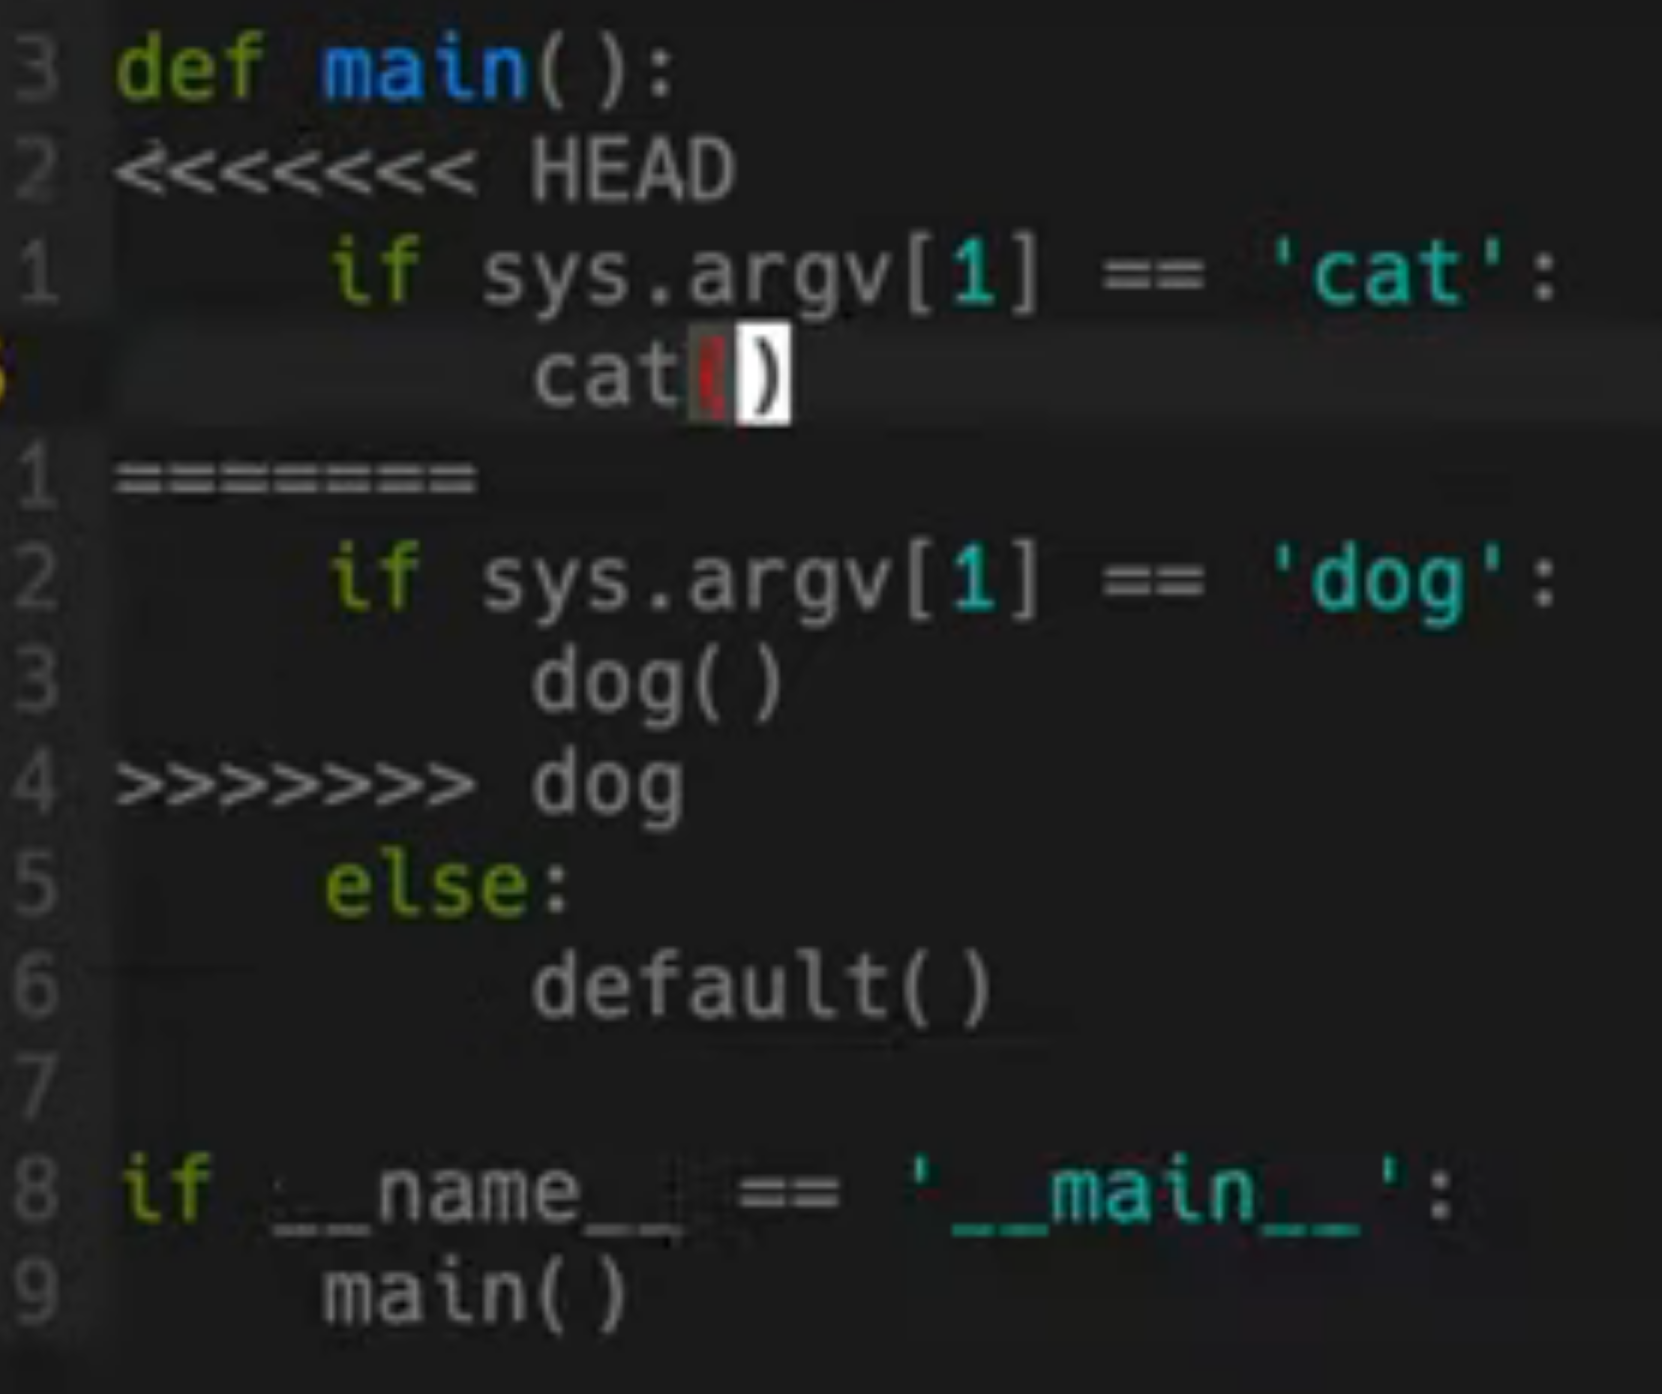 3 def main():
2 <<<<<<< HEAD
1     if sys.argv[1] == 'cat':
        cat()
1 =======
2     if sys.argv[1] == 'dog':
3         dog()
4 >>>>>>> dog
5     else:
6         default()
7
8 if __name__ == '__main__':
9     main()